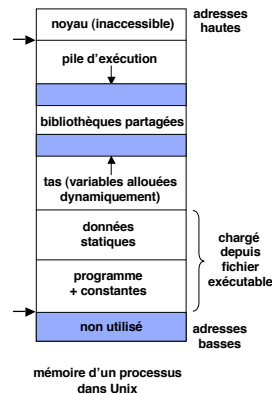 adresses
hautes
noyau (inaccessible)
pile d'exécution
bibliothèques partagées
tas (variables allouées
dynamiquement)
données
statiques
programme
+ constantes
chargé
depuis
fichier
exécutable
non utilisé
adresses
basses
mémoire d'un processus
dans Unix